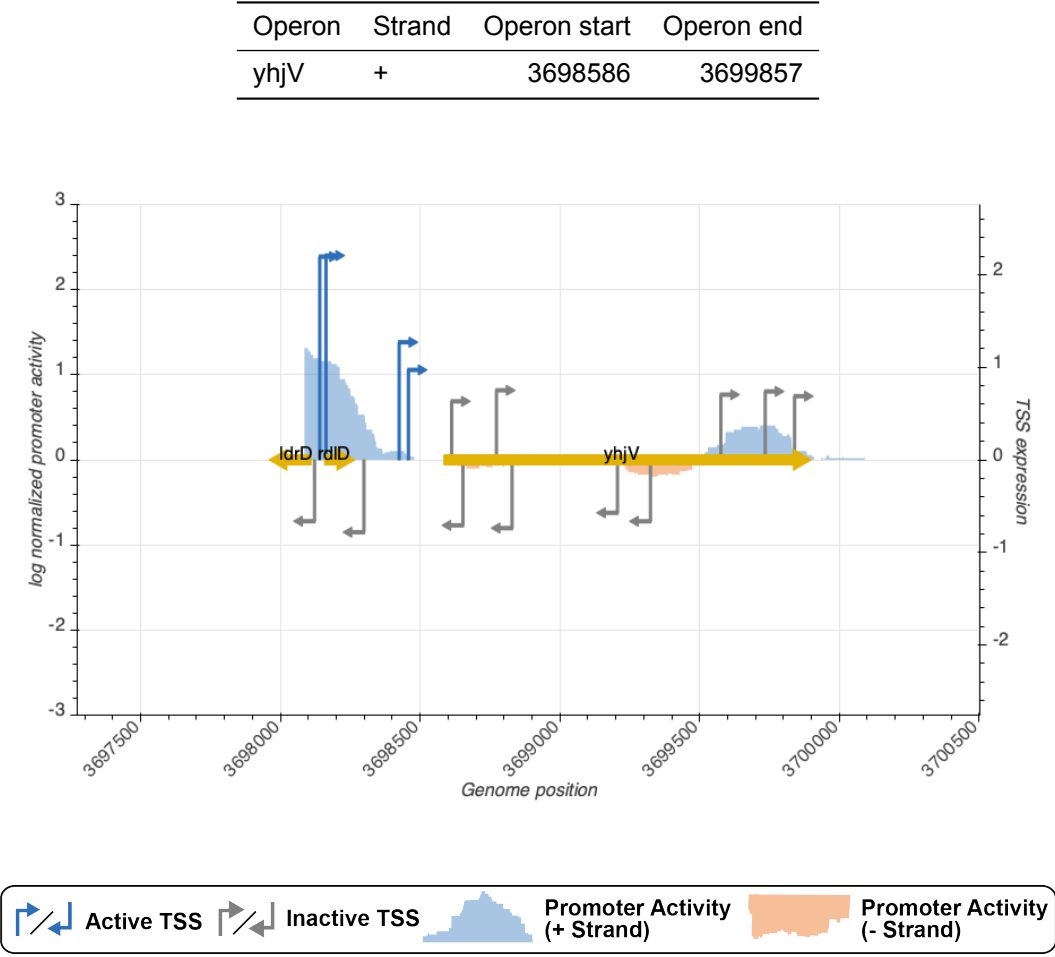 Operon Strand Operon start Operon end
yhjV + 3698586 3699857
3
2
1
0
-1
-2
-3
log normalized promoter activity
2
1
0
-1
-2
TSS expression
ldrD rdlD
yhjV
3697500 3698000 3698500 3699000 3699500 3700000 3700500
Genome position
Active TSS
Inactive TSS
Promoter Activity
(+ Strand)
Promoter Activity
(- Strand)